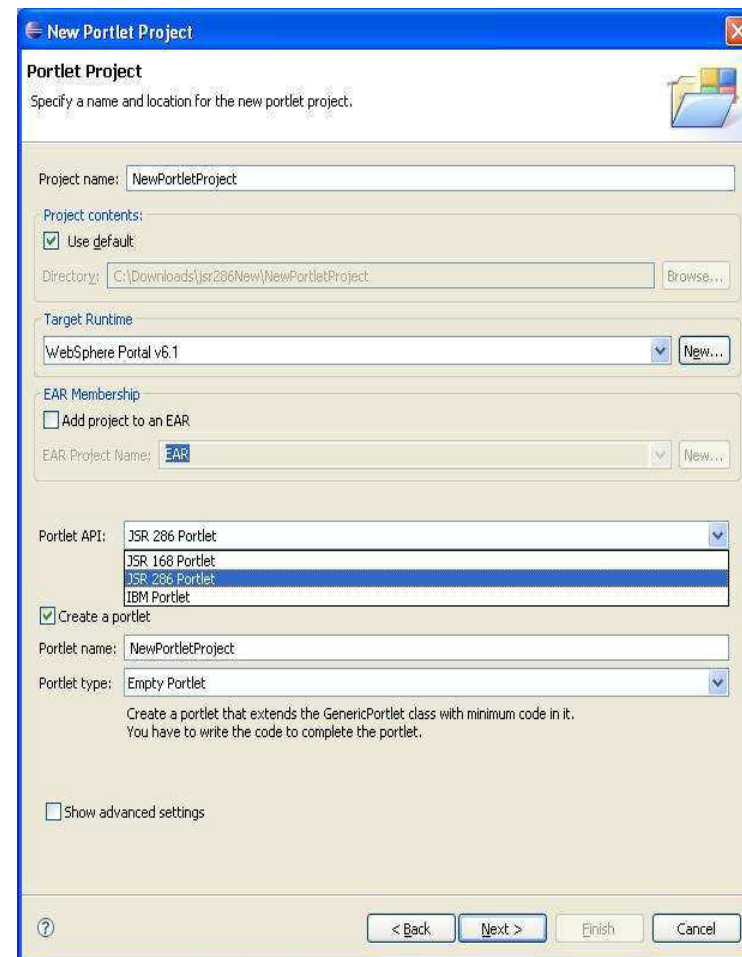 New Portlet Project
Portlet Project
Specify a name and location for the new portlet project.
Project name: NewPortletProject
Project contents:
Use default
Directory: C:\Downloads\jsr286New\NewPortletProject Browse...
Target Runtime
WebSphere Portal v6.1 New...
EAR Membership
Add project to an EAR
EAR Project Name: EAR New...
Portlet API: JSR 286 Portlet
JSR 168 Portlet
JSR 286 Portlet
IBM Portlet
Create a portlet
Portlet name: NewPortletProject
Portlet type: Empty Portlet
Create a portlet that extends the GenericPortlet class with minimum code in it.
You have to write the code to complete the portlet.
Show advanced settings
? < Back Next > Finish Cancel